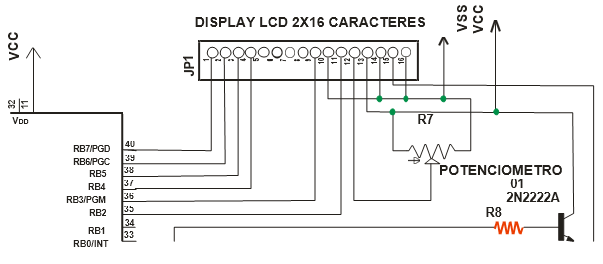 DISPLAY LCD 2X16 CARACTERES
VSS
VCC
VCC
JP1
1 2 3 4 5 6 7 8 9 10 11 12 13 14 15 16
32
11
VDD
R7
RB7/PGD 40
RB6/PGC 39
RB5 38
RB4 37
RB3/PGM 36
RB2 35
RB1 34
RB0/INT 33
POTENCIOMETRO
01
2N2222A
R8